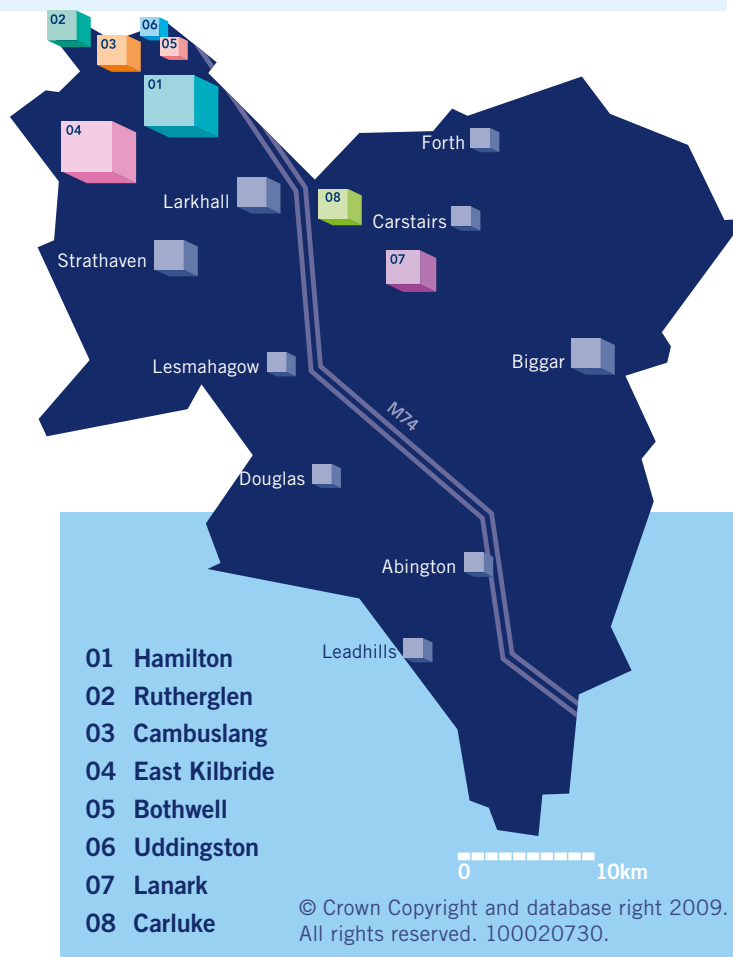 02
06
03
05
01
04
Forth
Larkhall
08
Carstairs
Strathaven
07
Lesmahagow
Biggar
M74
Douglas
Abington
Leadhills
01 Hamilton
02 Rutherglen
03 Cambuslang
04 East Kilbride
05 Bothwell
06 Uddingston
07 Lanark
08 Carluke
0 10km
© Crown Copyright and database right 2009.
All rights reserved. 100020730.